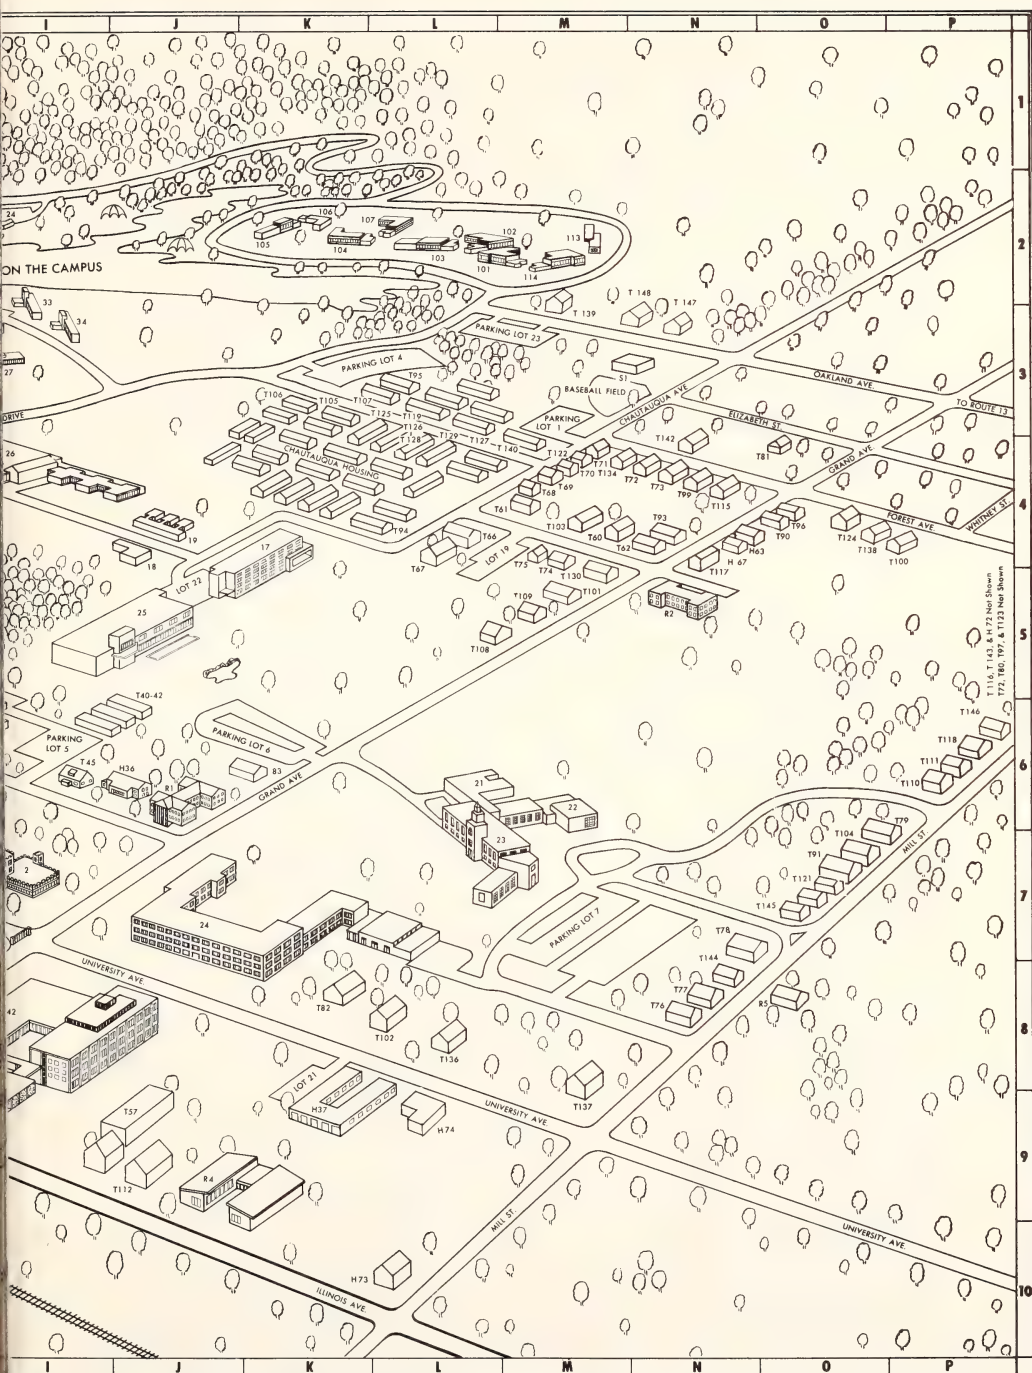 I J K L M N O P
1
106
107
24
105
104
102
113
103
101
114
2
ON THE CAMPUS
33
T 148
T 147
T 139
34
PARKING LOT 23
27
PARKING LOT 4
S1
3
T95
OAKLAND AVE.
BASEBALL FIELD
TO ROUTE 13
T106
T105
T107
CHAUTAUQUA AVE
DRIVE
T125
T119
PARKING
LOT 1
ELIZABETH ST.
T126
T128
T129
T127
T140
T122
T142
T81
GRAND AVE.
26
CHAUTAUQUA HOUSING
T71
T134
T70
T69
T72
T73
T99
T68
T115
4
T61
WHITNEY ST.
T94
T103
T93
T96
FOREST AVE.
19
T66
T60
T62
T90
T124
T138
H63
H 67
T100
17
18
T67
LOT 19
T75
T74
T130
T117
LOT 22
T101
25
T109
R2
5
T108
T 116, T 143, & H 72 Not Shown
T72, T80, T97, & T123 Not Shown
T40-42
T146
PARKING
LOT 5
PARKING LOT 6
T118
T45
H36
83
T111
6
R1
GRAND AVE
21
T110
22
T79
T104
MILL ST.
23
2
T91
T121
7
24
T145
PARKING LOT 7
T78
UNIVERSITY AVE.
T144
T82
T77
42
T76
R5
T102
8
T136
LOT 21
T137
T57
H37
UNIVERSITY AVE.
H74
9
R4
T112
MILL ST.
UNIVERSITY AVE.
H73
ILLINOIS AVE.
10
I J K L M N O P